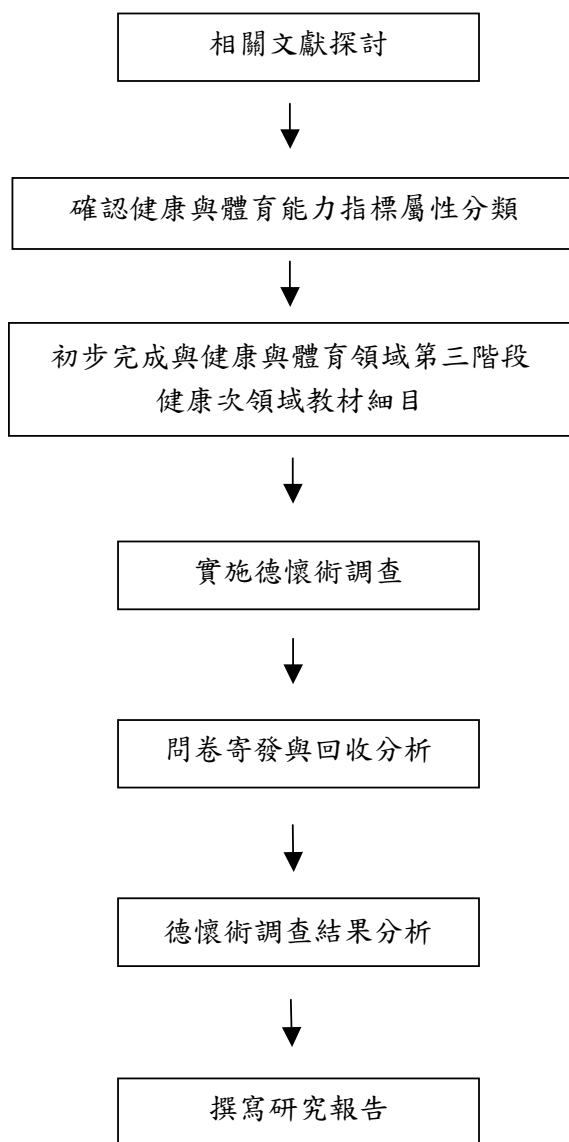 相關文獻探討
確認健康與體育能力指標屬性分類
初步完成與健康與體育領域第三階段
健康次領域教材細目
實施德懷術調查
問卷寄發與回收分析
德懷術調查結果分析
撰寫研究報告